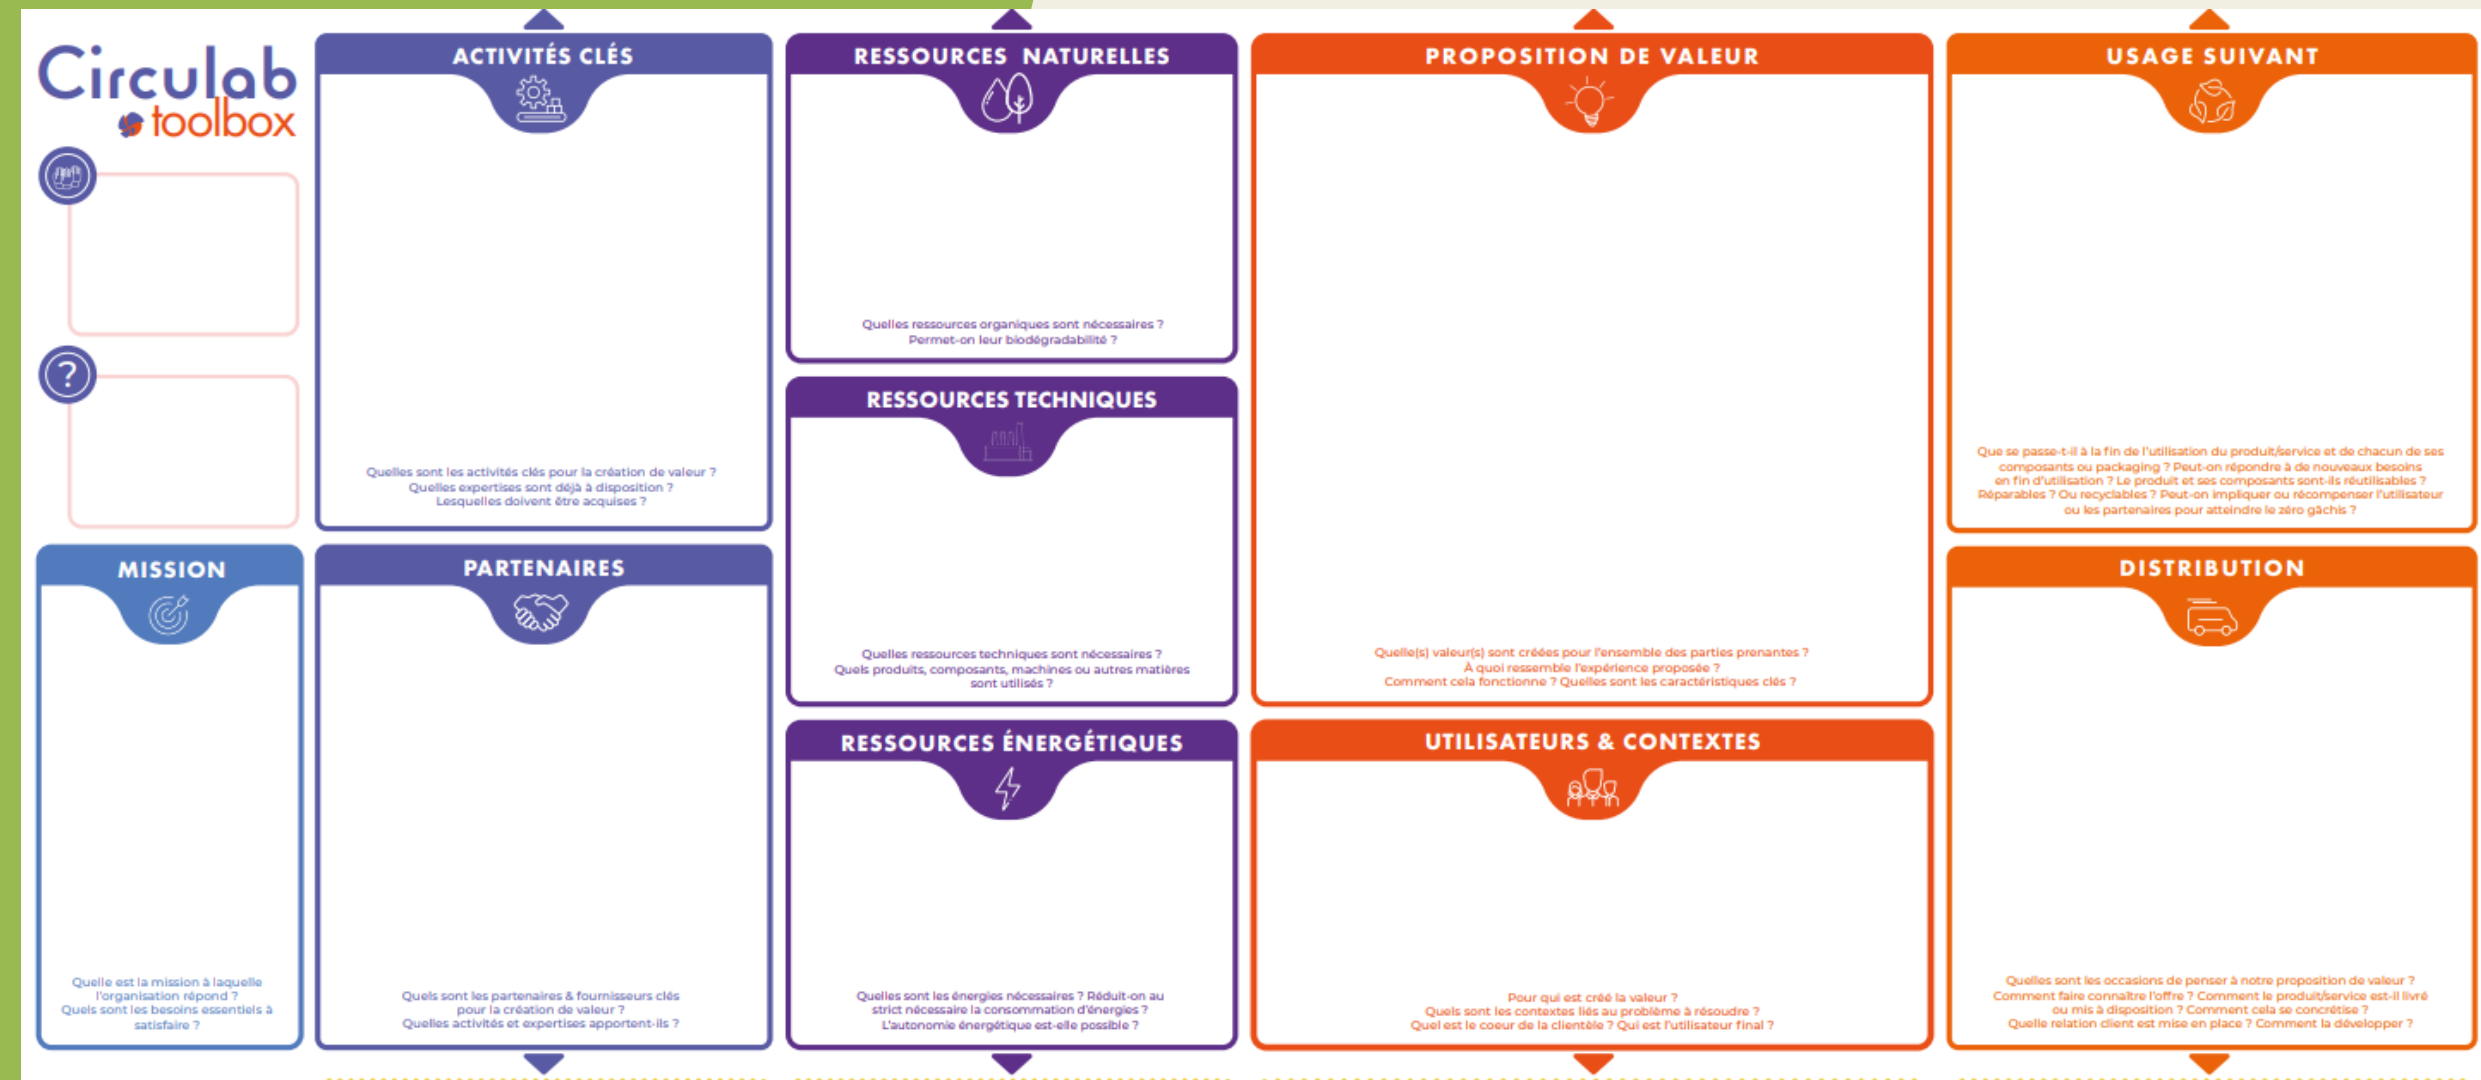 Circulab
toolbox
?
MISSION
Quelle est la mission à laquelle
l'organisation répond ?
Quels sont les besoins essentiels à
satisfaire ?
ACTIVITÉS CLÉS
Quelles sont les activités clés pour la création de valeur ?
Quelles expertises sont déjà à disposition ?
Lesquelles doivent être acquises ?
PARTENAIRES
Quels sont les partenaires & fournisseurs clés
pour la création de valeur ?
Quelles activités et expertises apportent-ils ?
RESSOURCES NATURELLES
Quelles ressources organiques sont nécessaires ?
Permet-on leur biodégradabilité ?
RESSOURCES TECHNIQUES
Quelles ressources techniques sont nécessaires ?
Quels produits, composants, machines ou autres matières
sont utilisés ?
RESSOURCES ÉNERGÉTIQUES
Quelles sont les énergies nécessaires ? Réduit-on au
strict nécessaire la consommation d'énergies ?
L'autonomie énergétique est-elle possible ?
PROPOSITION DE VALEUR
Quelle(s) valeur(s) sont créées pour l'ensemble des parties prenantes ?
À quoi ressemble l'expérience proposée ?
Comment cela fonctionne ? Quelles sont les caractéristiques clés ?
UTILISATEURS & CONTEXTES
Pour qui est créé la valeur ?
Quels sont les contextes liés au problème à résoudre ?
Quel est le coeur de la clientèle ? Qui est l'utilisateur final ?
USAGE SUIVANT
Que se passe-t-il à la fin de l'utilisation du produit/service et de chacun de ses
composants ou packaging ? Peut-on répondre à de nouveaux besoins
en fin d'utilisation ? Le produit et ses composants sont-ils réutilisables ?
Réparables ? Ou recyclables ? Peut-on impliquer ou récompenser l'utilisateur
ou les partenaires pour atteindre le zéro gâchis ?
DISTRIBUTION
Quelles sont les occasions de penser à notre proposition de valeur ?
Comment faire connaître l'offre ? Comment le produit/service est-il livré
ou mis à disposition ? Comment cela se concrétise ?
Quelle relation client est mise en place ? Comment la développer ?